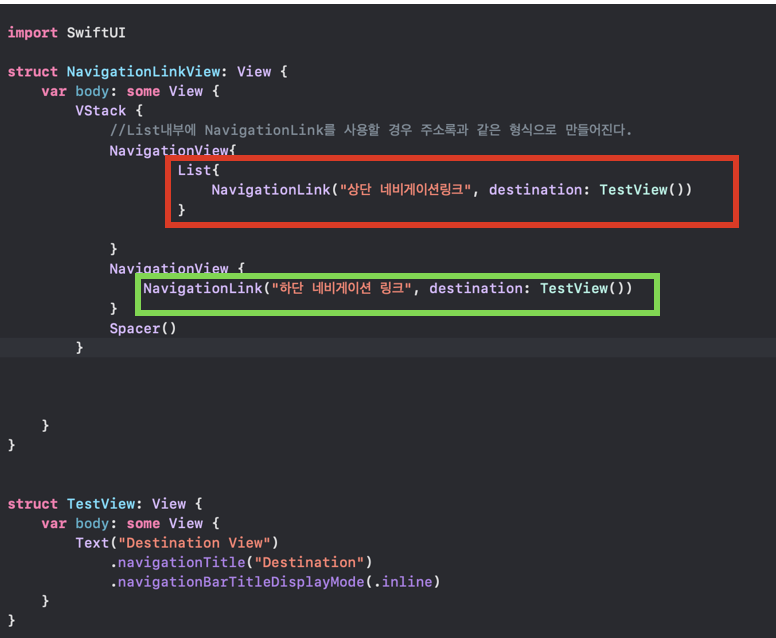 import SwiftUI
struct NavigationLinkView: View {
var body: some View {
VStack {
//List내부에 NavigationLink를 사용할 경우 주소록과 같은 형식으로 만들어진다.
NavigationView{
List{
NavigationLink("상단 네비게이션링크", destination: TestView())
}
}
NavigationView {
NavigationLink("하단 네비게이션 링크", destination: TestView())
}
Spacer()
}
}
}
struct TestView: View {
var body: some View {
Text("Destination View")
.navigationTitle("Destination")
.navigationBarTitleDisplayMode(.inline)
}
}